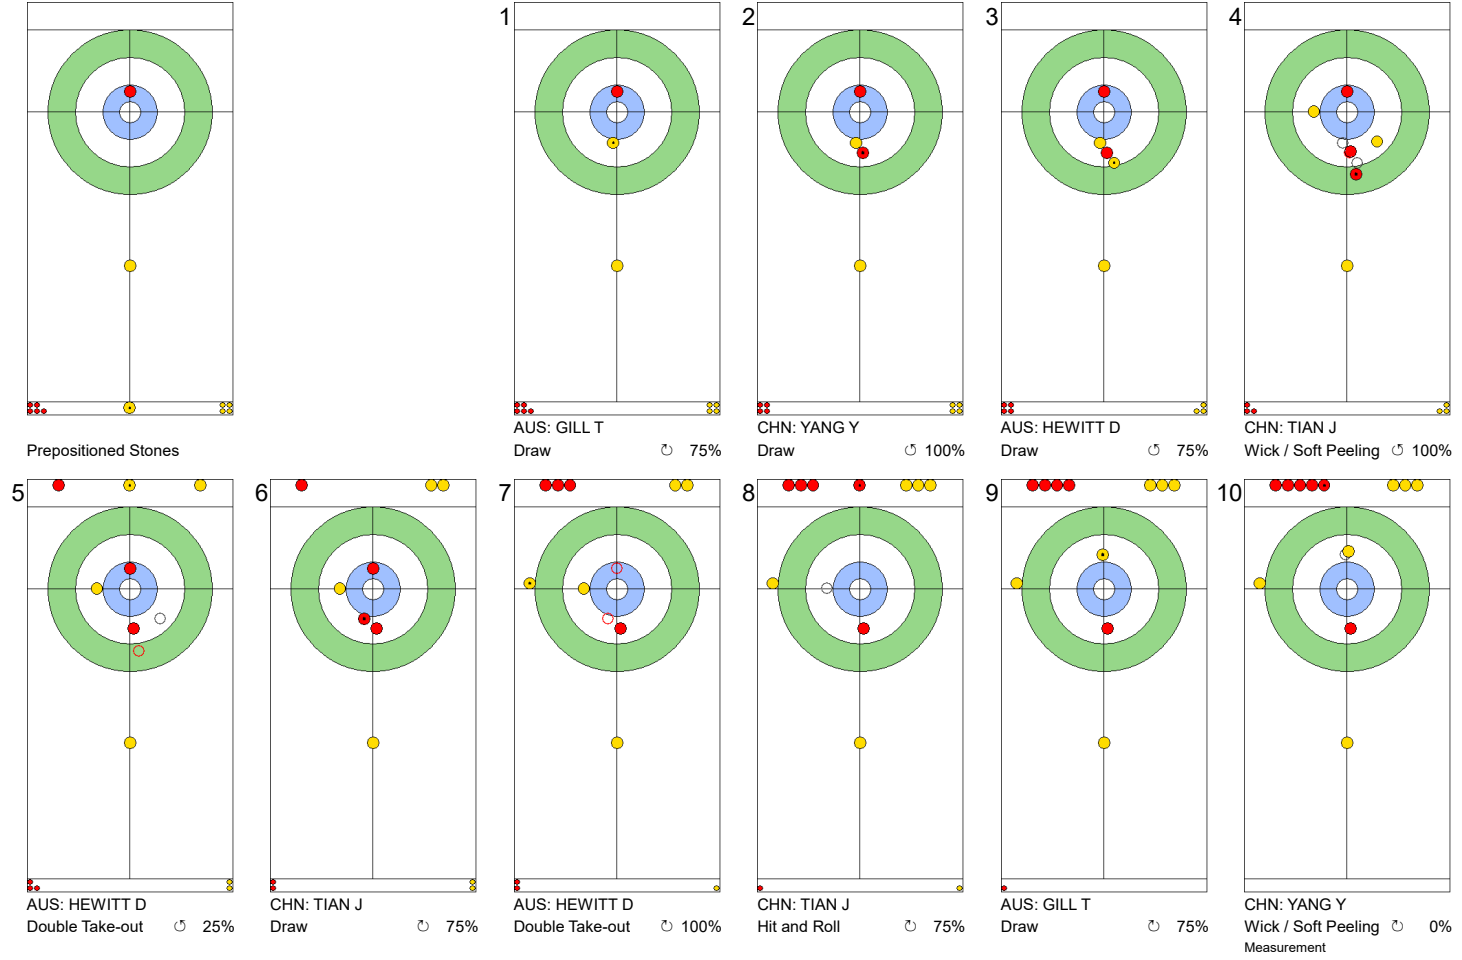 1
2
3
4
Prepositioned Stones
AUS: GILL T
Draw 75%
CHN: YANG Y
Draw 100%
AUS: HEWITT D
Draw 75%
CHN: TIAN J
Wick / Soft Peeling 100%
5
6
7
8
9
10
AUS: HEWITT D
Double Take-out 25%
CHN: TIAN J
Draw 75%
AUS: HEWITT D
Double Take-out 100%
CHN: TIAN J
Hit and Roll 75%
AUS: GILL T
Draw 75%
CHN: YANG Y
Wick / Soft Peeling 0%
Measurement